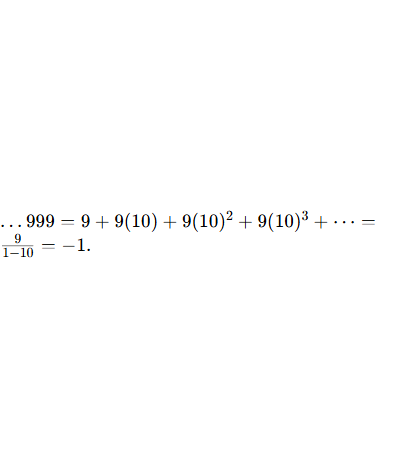 …999 = 9 + 9(10) + 9(10)² + 9(10)³ + ⋯ =
9/(1−10) = −1.